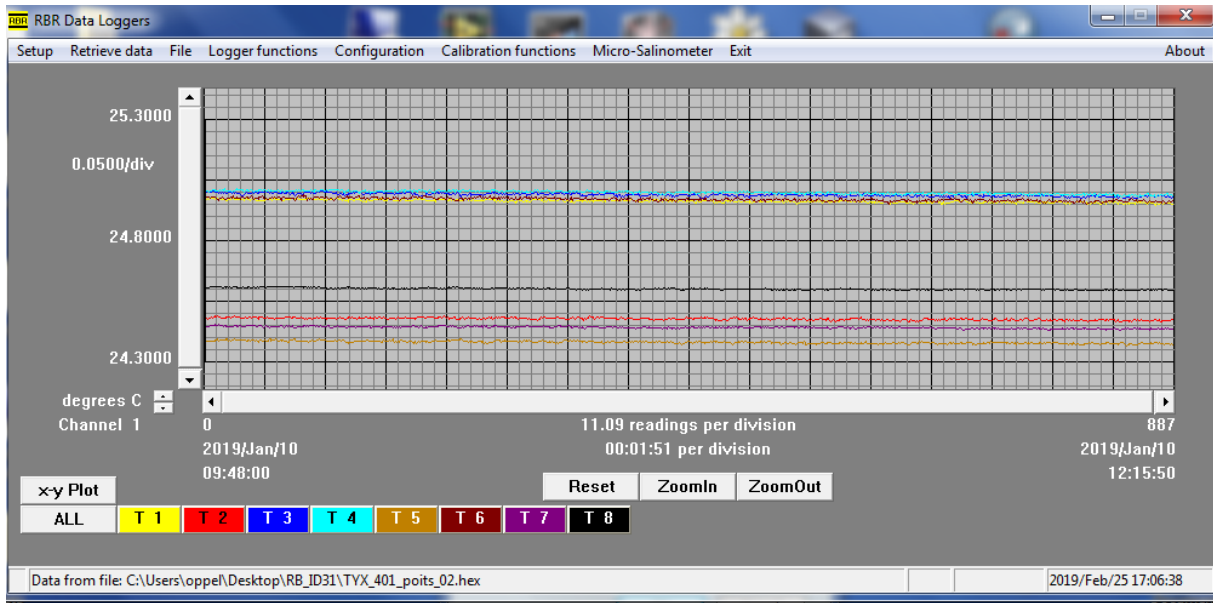 RBR RBR Data Loggers
Setup Retrieve data File Logger functions Configuration Calibration functions Micro-Salinometer Exit About
25.3000
0.0500/div
24.8000
24.3000
degrees C
Channel 1 0 11.09 readings per division 887
2019/Jan/10 00:01:51 per division 2019/Jan/10
09:48:00 12:15:50
x-y Plot Reset ZoomIn ZoomOut
ALL T 1 T 2 T 3 T 4 T 5 T 6 T 7 T 8
Data from file: C:\Users\oppel\Desktop\RB_ID31\TYX_401_poits_02.hex 2019/Feb/25 17:06:38